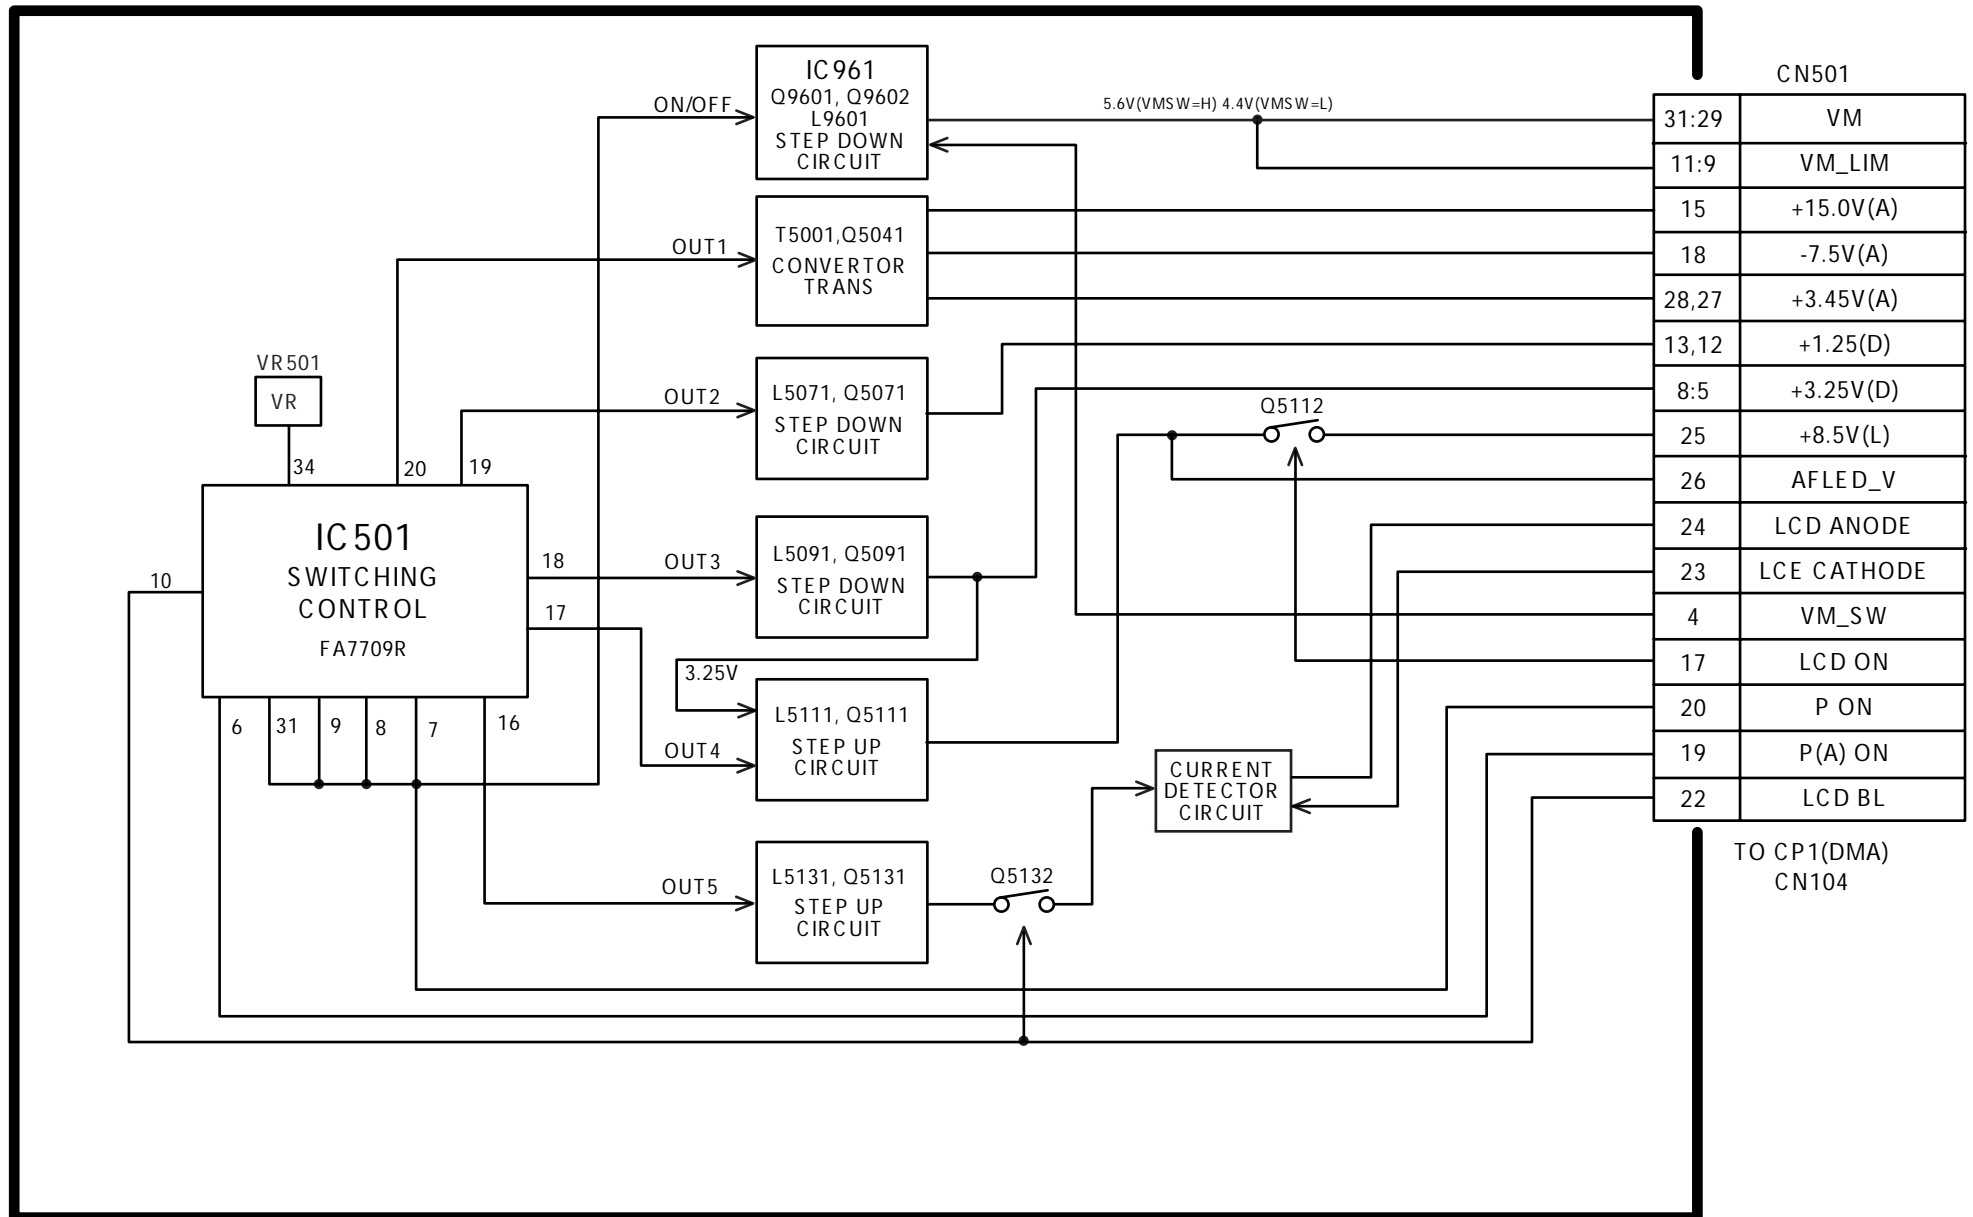 IC961
Q9601, Q9602
L9601
STEP DOWN
CIRCUIT
ON/OFF
5.6V(VMSW=H) 4.4V(VMSW=L)
T5001,Q5041
CONVERTOR
TRANS
OUT1
L5071, Q5071
STEP DOWN
CIRCUIT
OUT2
VR501
VR
34
20
19
IC501
SWITCHING
CONTROL
FA7709R
10
18
17
6
31
9
8
7
16
OUT3
L5091, Q5091
STEP DOWN
CIRCUIT
3.25V
L5111, Q5111
STEP UP
CIRCUIT
OUT4
OUT5
L5131, Q5131
STEP UP
CIRCUIT
Q5132
Q5112
CURRENT
DETECTOR
CIRCUIT
CN501
31:29 VM
11:9 VM_LIM
15 +15.0V(A)
18 -7.5V(A)
28,27 +3.45V(A)
13,12 +1.25(D)
8:5 +3.25V(D)
25 +8.5V(L)
26 AFLED_V
24 LCD ANODE
23 LCE CATHODE
4 VM_SW
17 LCD ON
20 P ON
19 P(A) ON
22 LCD BL
TO CP1(DMA)
CN104